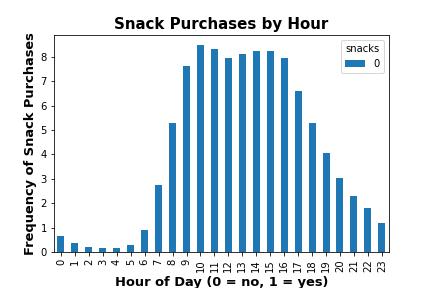 Snack Purchases by Hour
snacks
0
Frequency of Snack Purchases
8
7
6
5
4
3
2
1
0
0 1 2 3 4 5 6 7 8 9 10 11 12 13 14 15 16 17 18 19 20 21 22 23
Hour of Day (0 = no, 1 = yes)